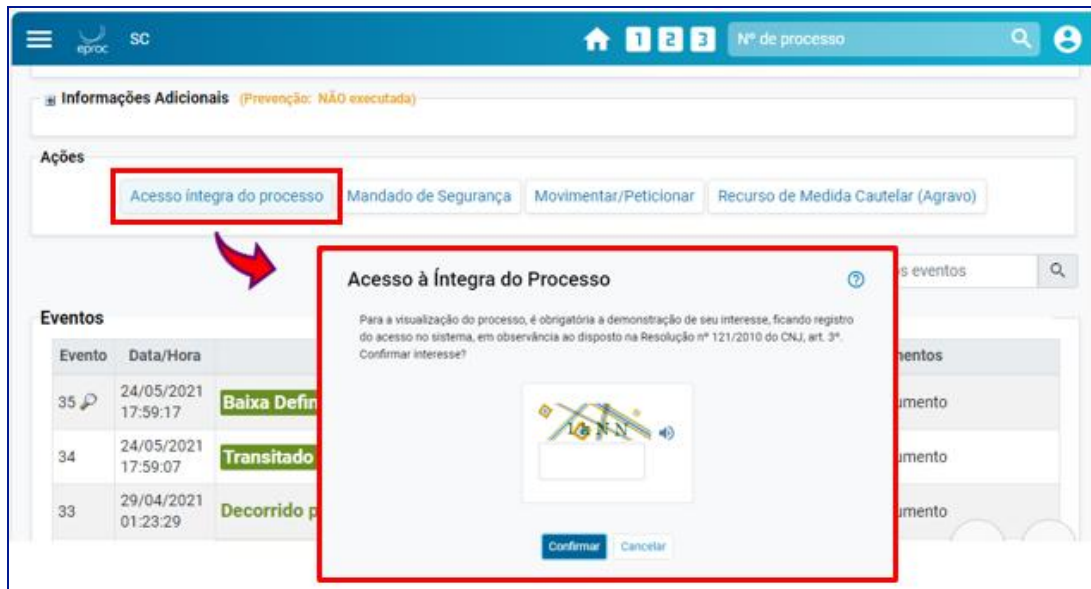 eproc SC 1 2 3 Nº de processo
Informações Adicionais (Prevenção: NÃO executada)
Ações
Acesso íntegra do processo Mandado de Segurança Movimentar/Peticionar Recurso de Medida Cautelar (Agravo)
s eventos
Acesso à Íntegra do Processo
Para a visualização do processo, é obrigatória a demonstração de seu interesse, ficando registro
do acesso no sistema, em observância ao disposto na Resolução nº 121/2010 do CNJ, art. 3º.
Confirmar interesse?
Confirmar Cancelar
Eventos
Evento Data/Hora mentos
35 24/05/2021 17:59:17 Baixa Defin umento
34 24/05/2021 17:59:07 Transitado umento
33 29/04/2021 01:23:29 Decorrido p umento